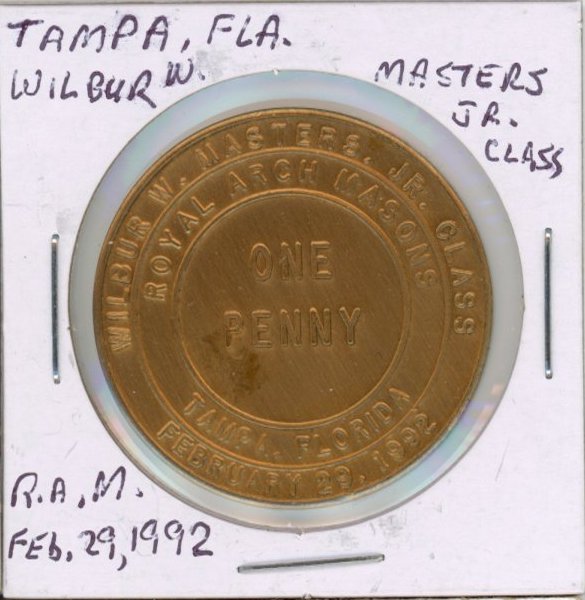 TAMPA, FLA.
WILBUR W.
MASTERS
JR.
CLASS
WILBUR W. MASTERS, JR. CLASS
ROYAL ARCH MASONS
ONE
PENNY
TAMPA, FLORIDA
FEBRUARY 29, 1992
R.A.M.
FEB. 29, 1992